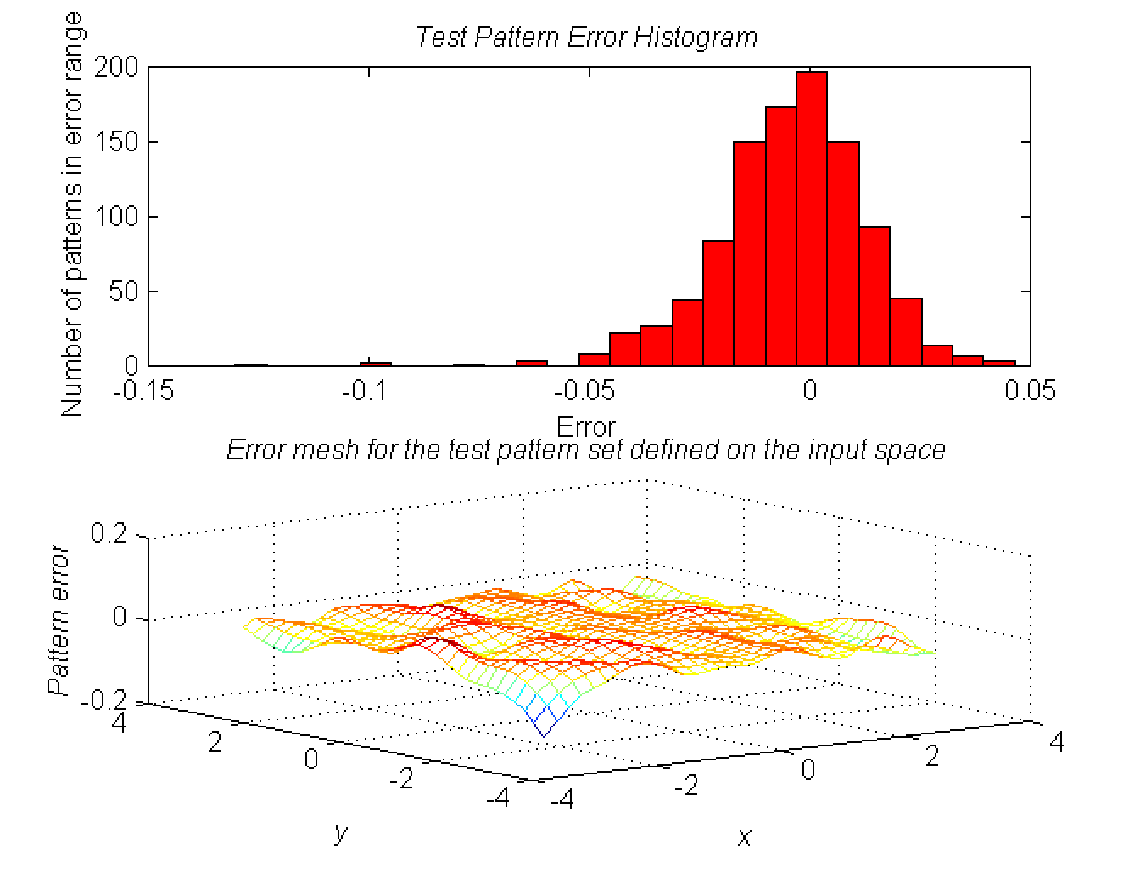 Test Pattern Error Histogram
Number of patterns in error range
200
150
100
50
0
-0.15 -0.1 -0.05 0 0.05
Error
Error mesh for the test pattern set defined on the input space
Pattern error
0.2
0
-0.2
4 2 0 -2 -4
-4 -2 0 2 4
y
x